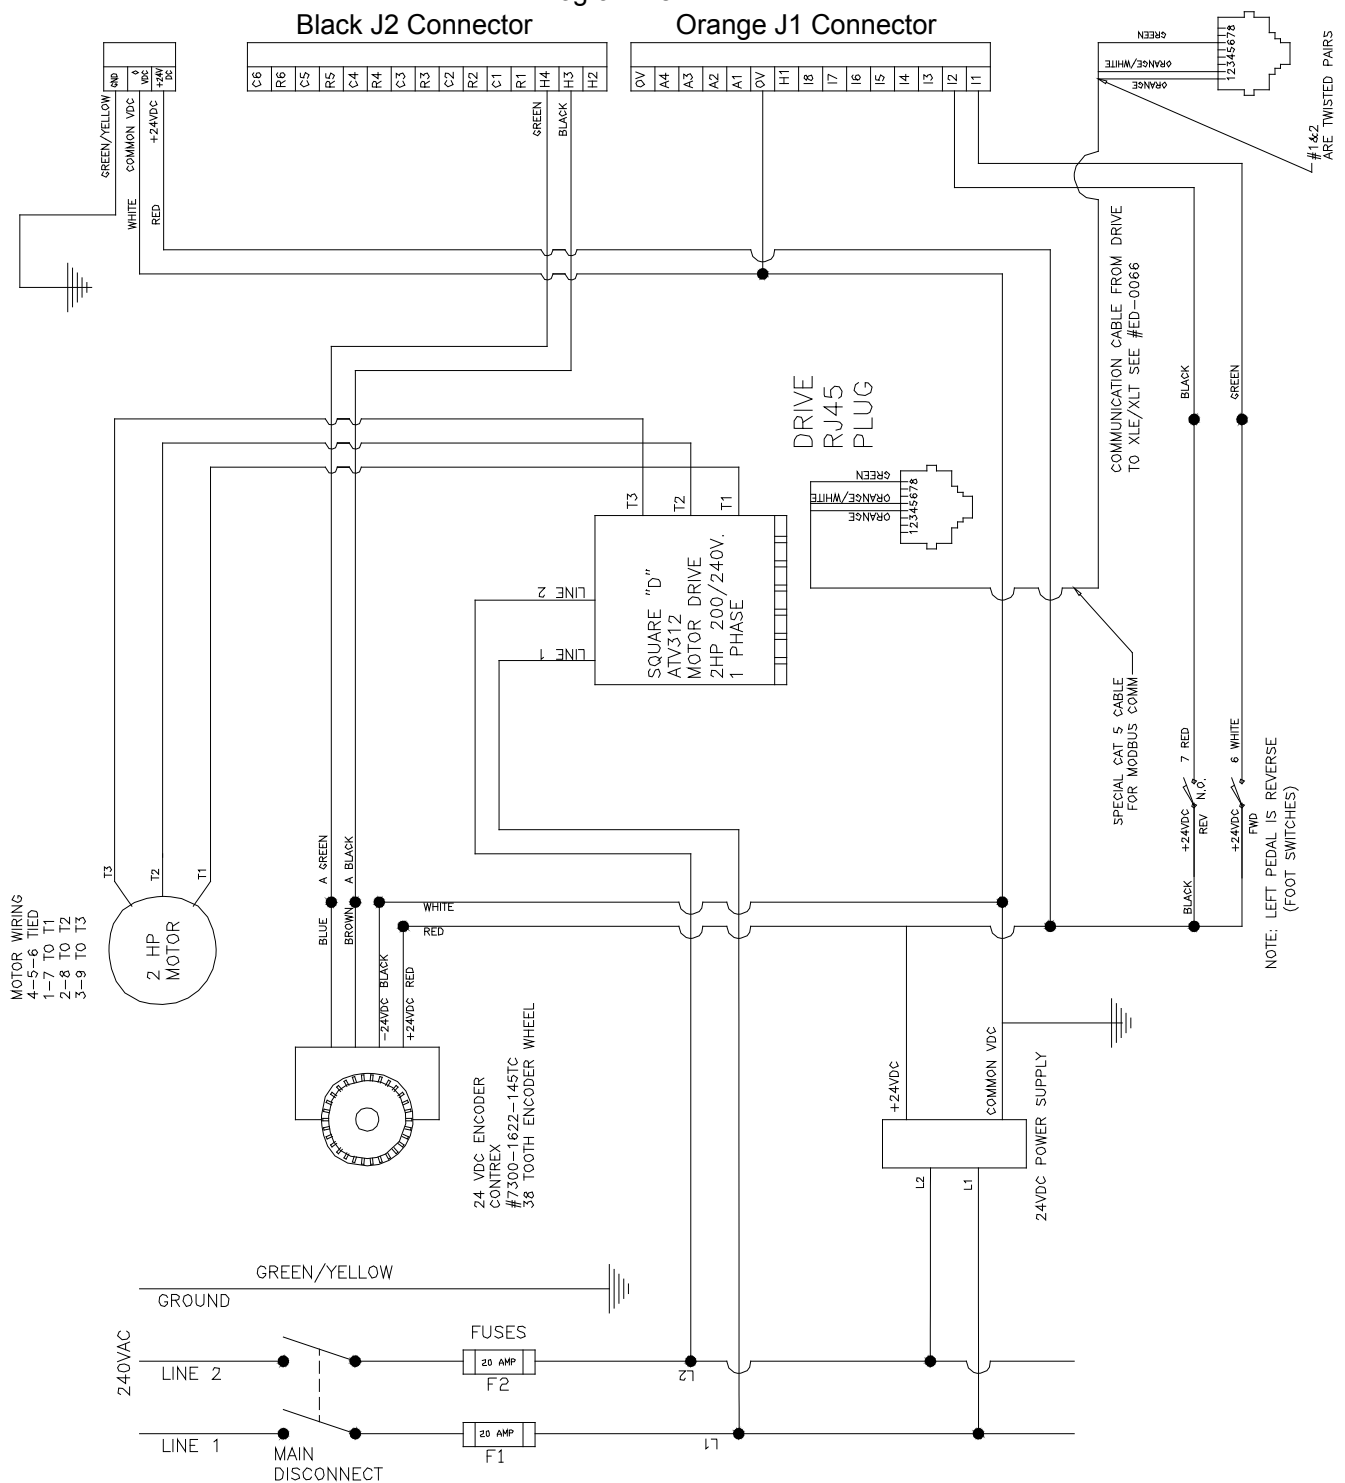 Black J2 Connector
Orange J1 Connector
GND
0 VDC
+24V DC
C6 R6 C5 R5 C4 R4 C3 R3 C2 R2 C1 R1 H4 H3 H2
0V A4 A3 A2 A1 0V H1 I8 I7 I6 I5 I4 I3 I2 I1
GREEN/YELLOW
COMMON VDC
+24VDC
WHITE
RED
GREEN
BLACK
GREEN
ORANGE/WHITE
ORANGE
12345678
#1&2
ARE TWISTED PAIRS
COMMUNICATION CABLE FROM DRIVE
TO XLE/XLT SEE #ED-0066
BLACK
GREEN
DRIVE
RJ45
PLUG
GREEN
ORANGE/WHITE
ORANGE
12345678
T3
T2
T1
SQUARE "D"
ATV312
MOTOR DRIVE
2HP 200/240V.
1 PHASE
LINE 2
LINE 1
SPECIAL CAT 5 CABLE
FOR MODBUS COMM
7 RED
N.O.
+24VDC
REV
6 WHITE
+24VDC
FWD
BLACK
NOTE: LEFT PEDAL IS REVERSE
(FOOT SWITCHES)
T3
T2
T1
2 HP
MOTOR
MOTOR WIRING
4-5-6 TIED
1-7 TO T1
2-8 TO T2
3-9 TO T3
A GREEN
A BLACK
BLUE
BROWN
WHITE
RED
-24VDC BLACK
+24VDC RED
24 VDC ENCODER
CONTREX
#7300-1622-145TC
38 TOOTH ENCODER WHEEL
+24VDC
COMMON VDC
L2
L1
24VDC POWER SUPPLY
GREEN/YELLOW
GROUND
240VAC
LINE 2
FUSES
20 AMP
F2
L2
LINE 1
20 AMP
F1
L1
MAIN
DISCONNECT